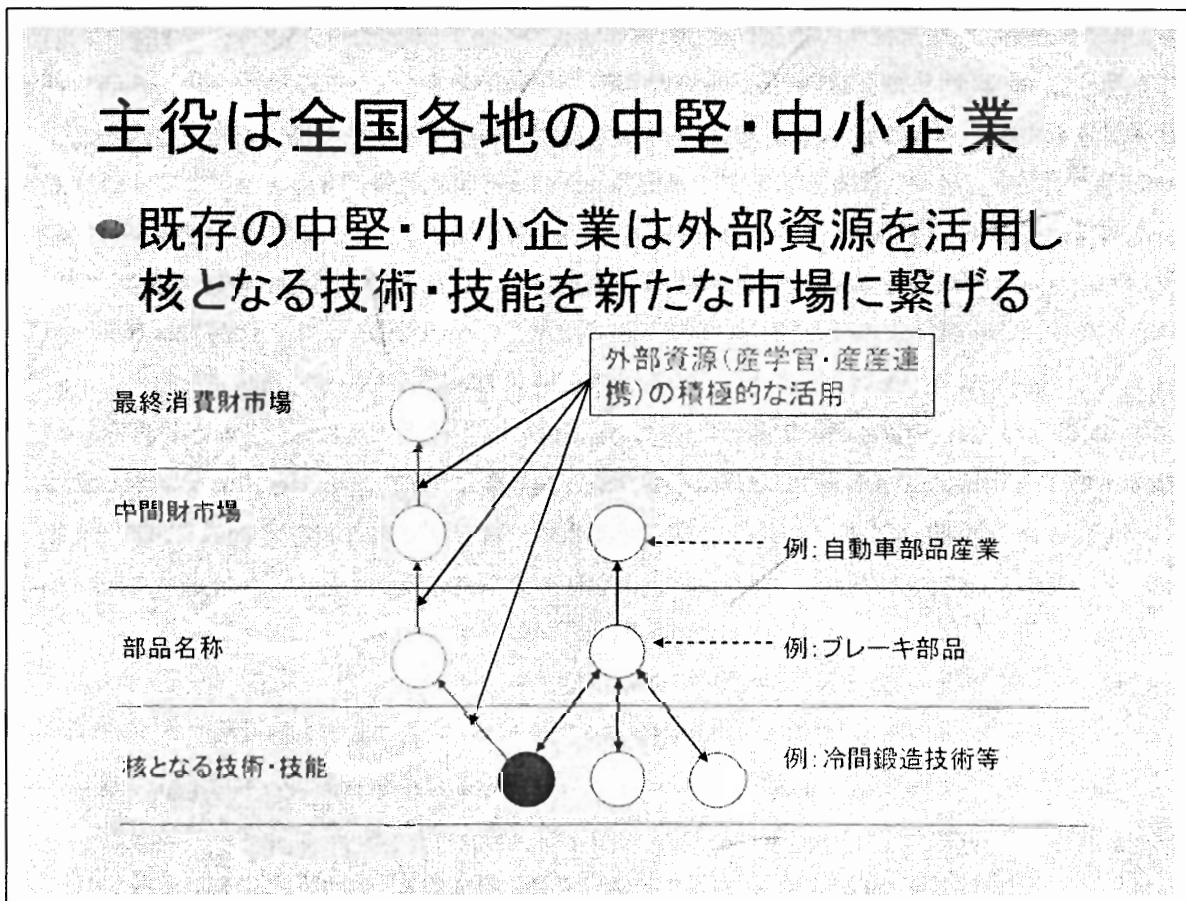 主役は全国各地の中堅・中小企業
既存の中堅・中小企業は外部資源を活用し
核となる技術・技能を新たな市場に繋げる
外部資源(産学官・産産連
携)の積極的な活用
最終消費財市場
中間財市場
例:自動車部品産業
部品名称
例:ブレーキ部品
核となる技術・技能
例:冷間鍛造技術等